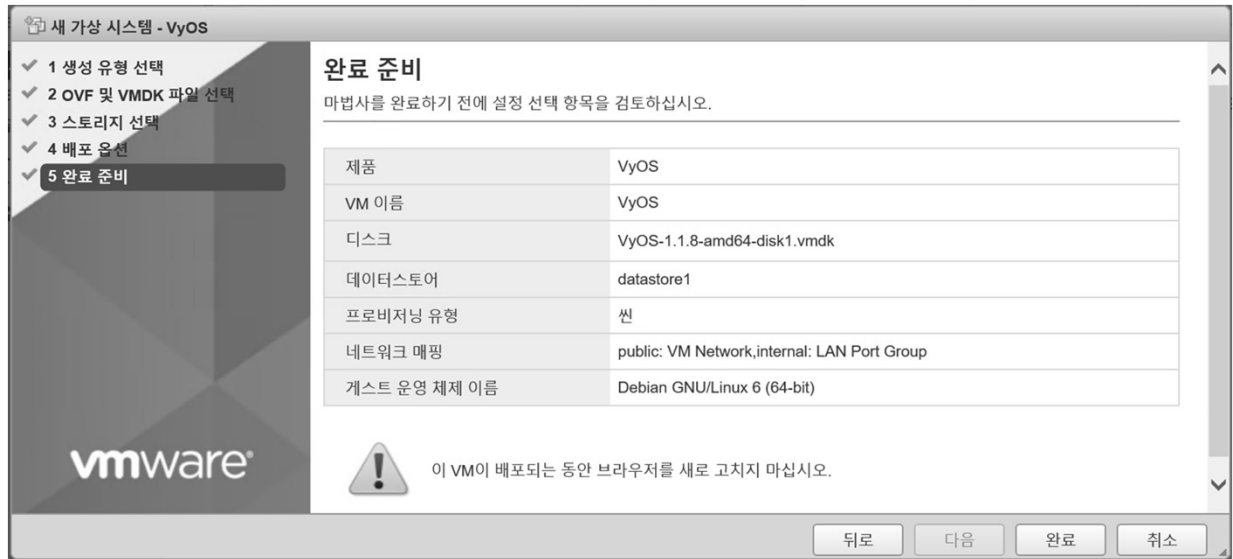 새 가상 시스템 - VyOS
1 생성 유형 선택
2 OVF 및 VMDK 파일 선택
3 스토리지 선택
4 배포 옵션
5 완료 준비
vmware®
완료 준비
마법사를 완료하기 전에 설정 선택 항목을 검토하십시오.
제품 VyOS
VM 이름 VyOS
디스크 VyOS-1.1.8-amd64-disk1.vmdk
데이터스토어 datastore1
프로비저닝 유형 씬
네트워크 매핑 public: VM Network,internal: LAN Port Group
게스트 운영 체제 이름 Debian GNU/Linux 6 (64-bit)
이 VM이 배포되는 동안 브라우저를 새로 고치지 마십시오.
뒤로 다음 완료 취소